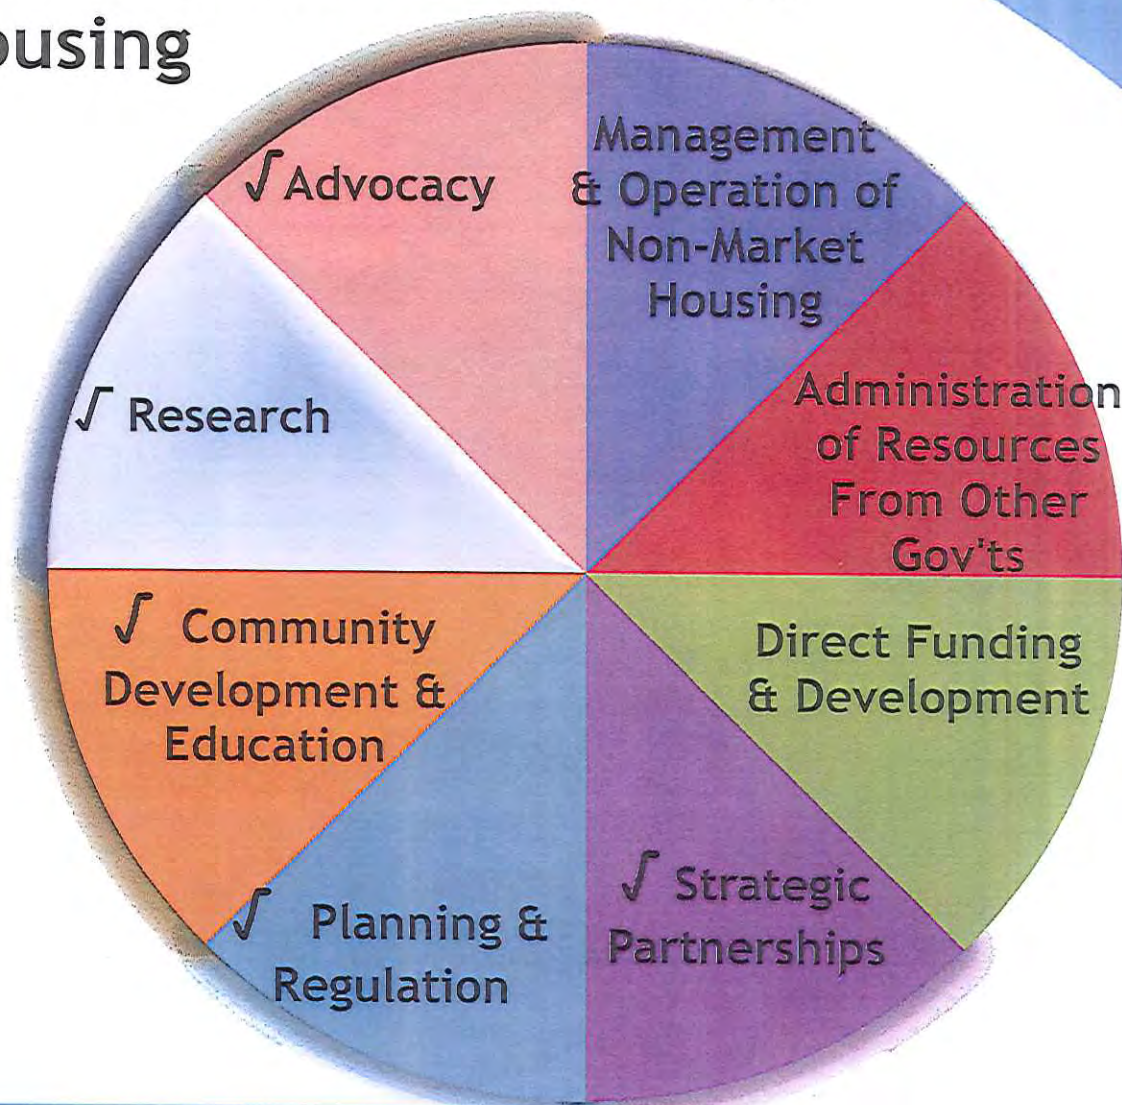 √ Advocacy
Management
& Operation of
Non-Market
Housing
Administration
of Resources
From Other
Gov'ts
Direct Funding
& Development
√ Strategic
Partnerships
√ Planning &
Regulation
√ Community
Development &
Education
√ Research